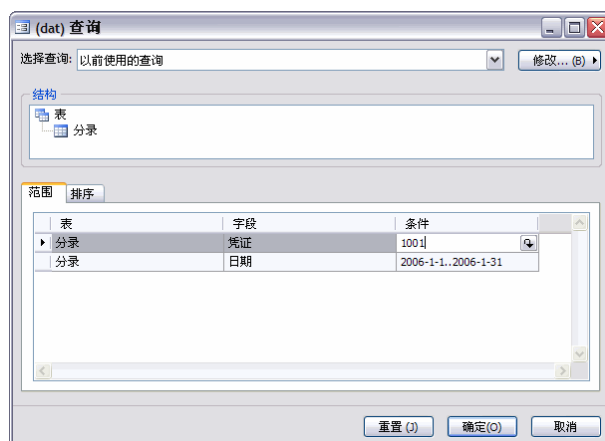 (dat) 查询
选择查询: 以前使用的查询 修改... (B)
结构
表
分录
范围 排序
表 字段 条件
分录 凭证 1001
分录 日期 2006-1-1..2006-1-31
重置 (J) 确定(O) 取消